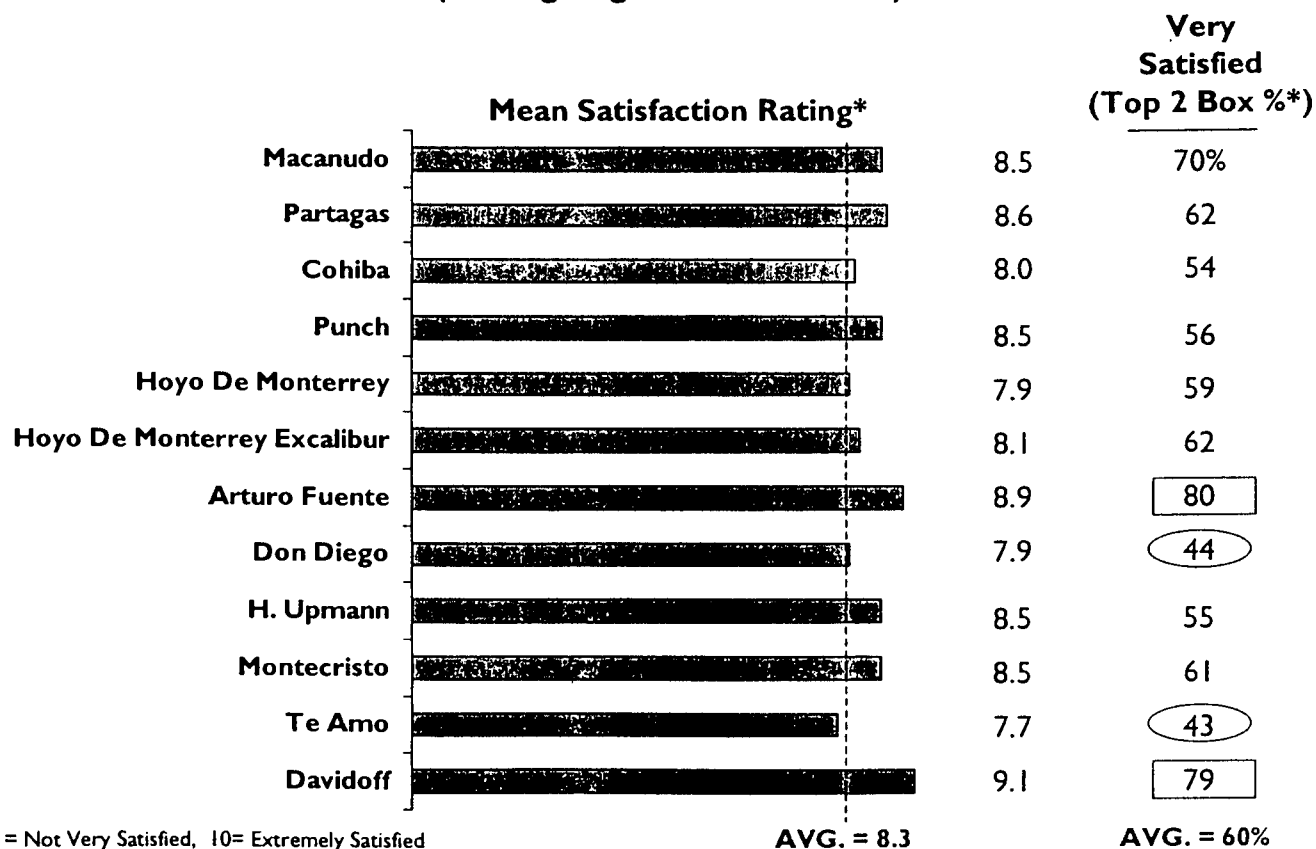 Very
Satisfied
(Top 2 Box %*)
Mean Satisfaction Rating*
Macanudo 8.5 70%
Partagas 8.6 62
Cohiba 8.0 54
Punch 8.5 56
Hoyo De Monterrey 7.9 59
Hoyo De Monterrey Excalibur 8.1 62
Arturo Fuente 8.9 80
Don Diego 7.9 44
H. Upmann 8.5 55
Montecristo 8.5 61
Te Amo 7.7 43
Davidoff 9.1 79
= Not Very Satisfied, 10= Extremely Satisfied AVG. = 8.3 AVG. = 60%